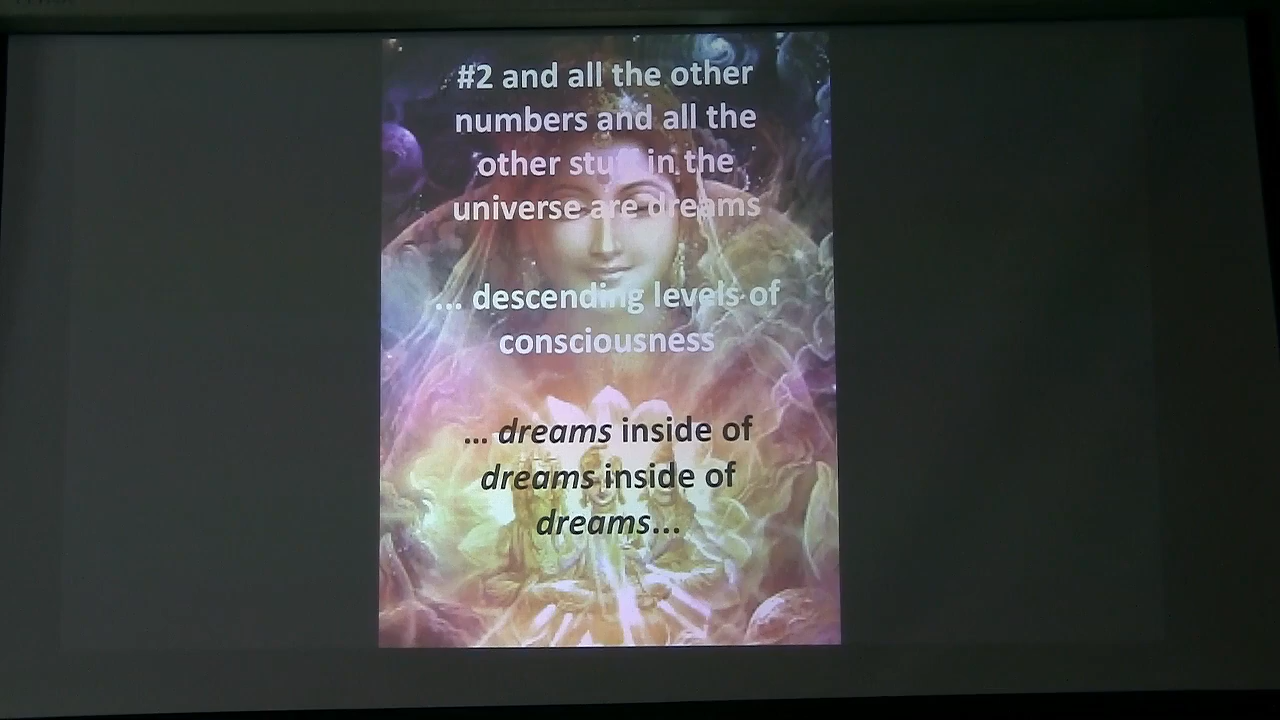 #2 and all the other
numbers and all the
other stuff in the
universe are dreams
... descending levels of
consciousness
... dreams inside of
dreams inside of
dreams...